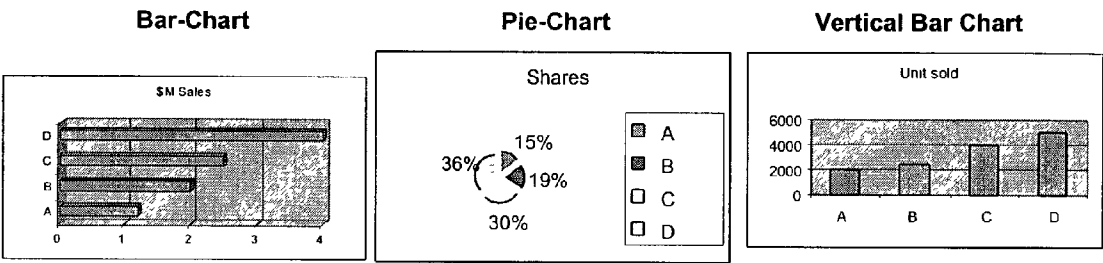 Bar-Chart
$M Sales
D
C
B
A
0 1 2 3 4
Pie-Chart
Shares
15%
36%
19%
30%
A
B
C
D
Vertical Bar Chart
Unit sold
6000
4000
2000
0
A B C D